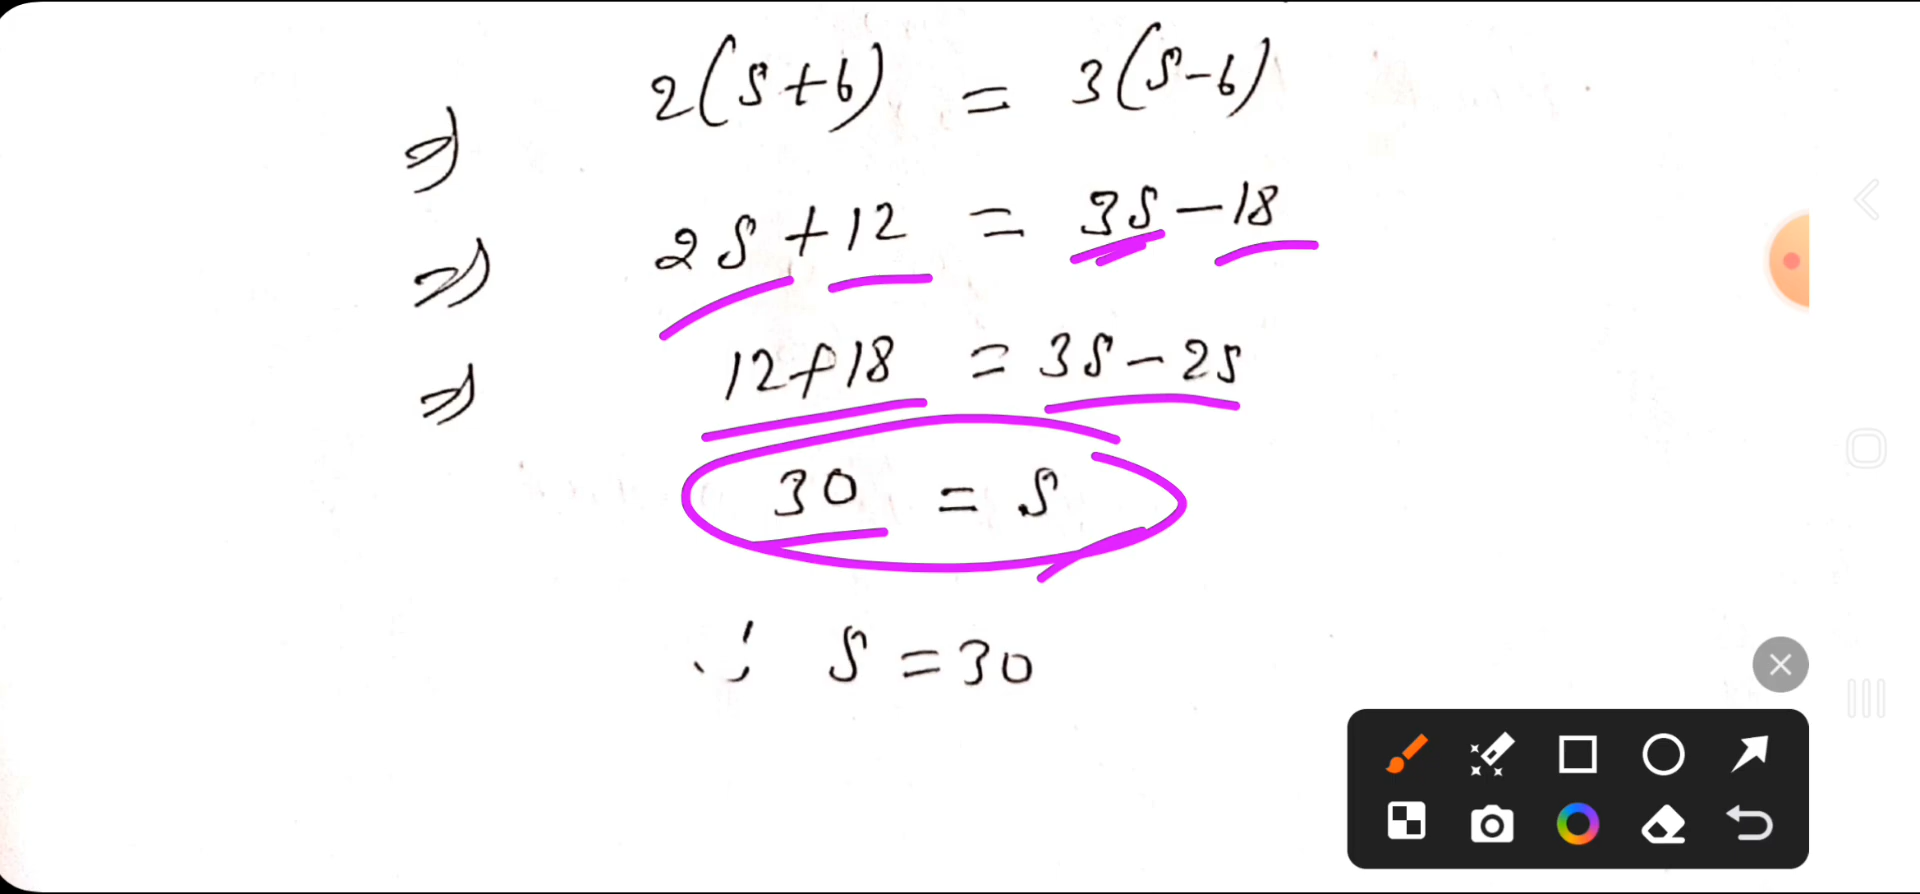 2(S+6) = 3(S-6)
⇒ 2S+12 = 3S-18
⇒ 12+18 = 3S-2S
⇒ 30 = S
∴ S = 30